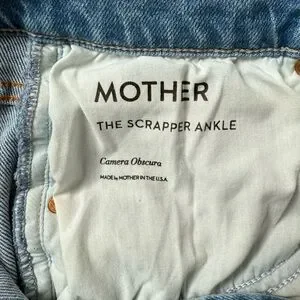 MOTHER
THE SCRAPPER ANKLE
Camera Obscura
MADE by MOTHER IN THE U.S.A.